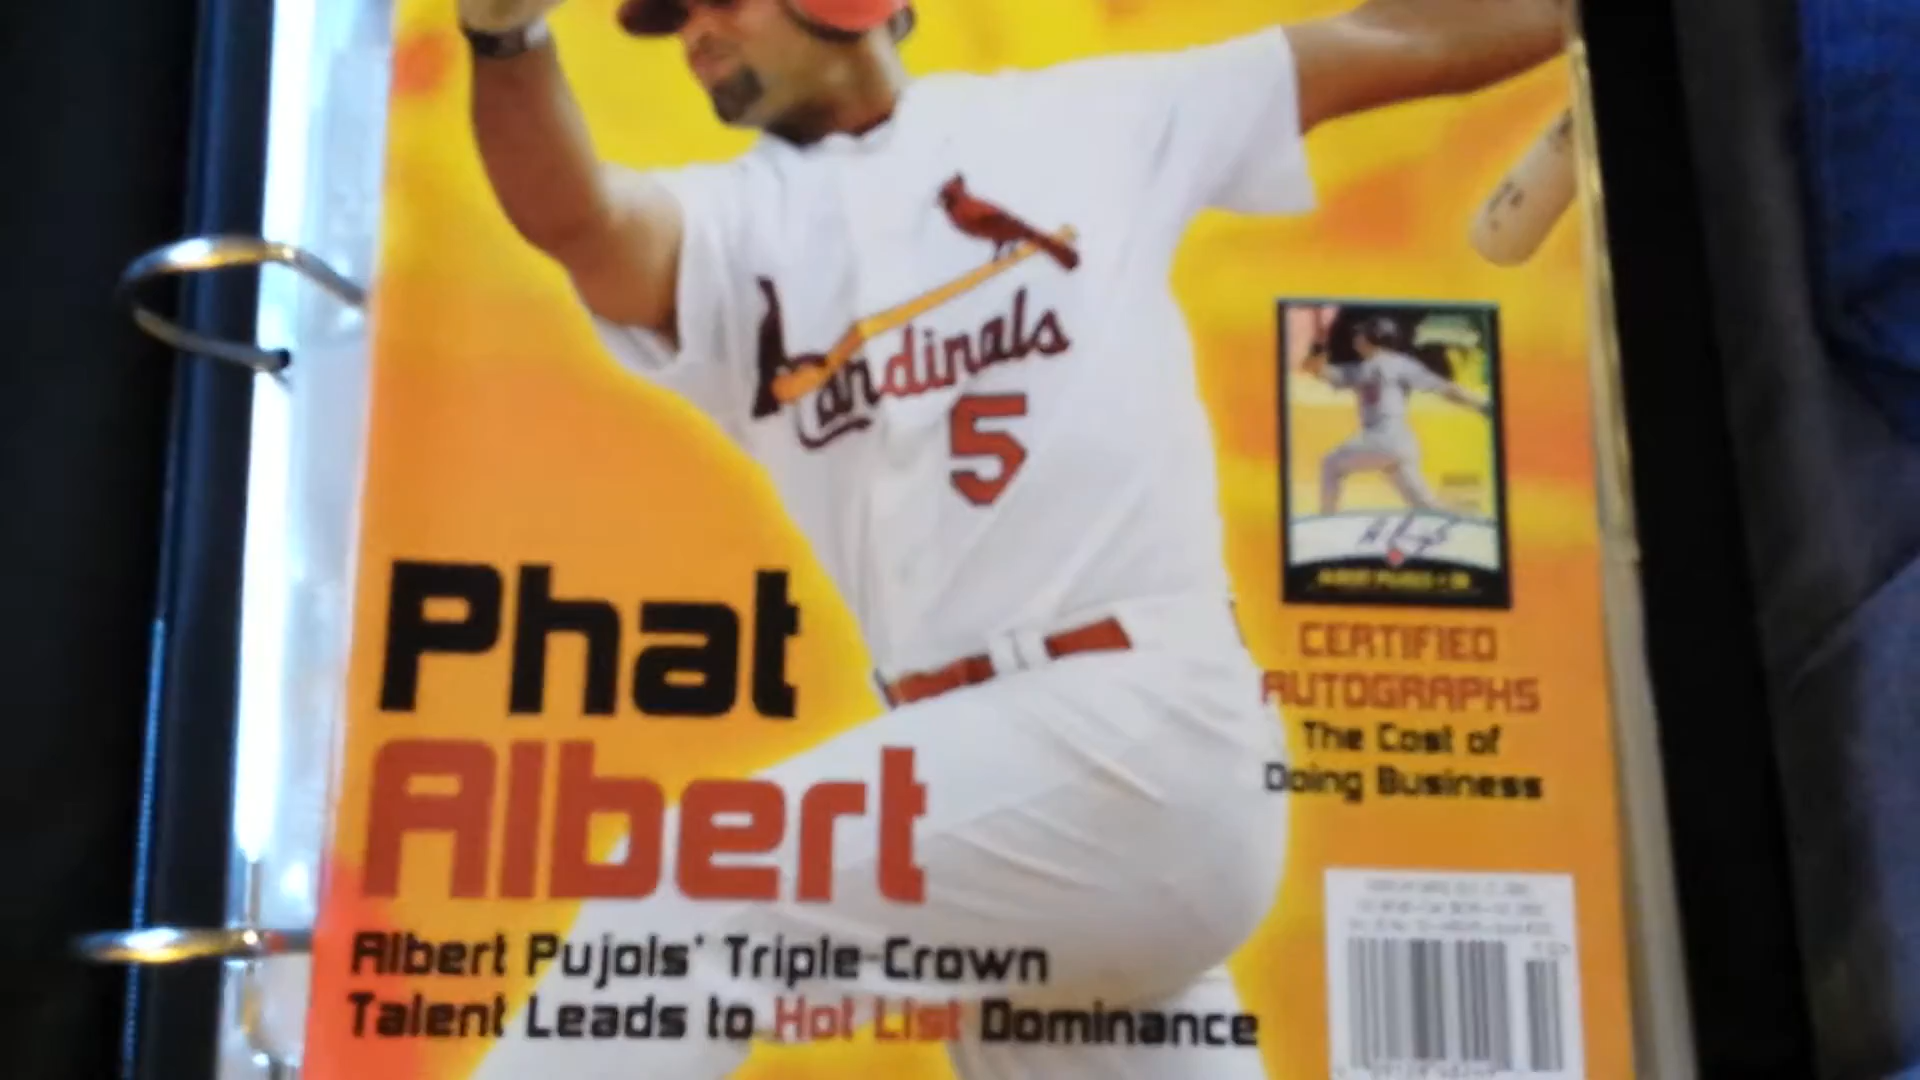 Cardinals
5
Phat
Albert
Albert Pujols' Triple-Crown
Talent Leads to Hot List Dominance
CERTIFIED
AUTOGRAPHS
The Cost of
Doing Business